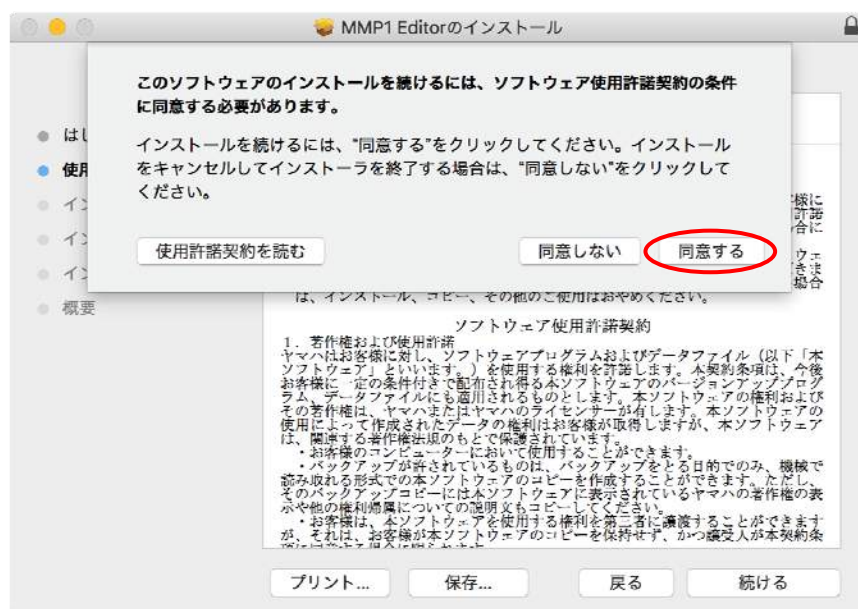 MMP1 Editorのインストール
このソフトウェアのインストールを続けるには、ソフトウェア使用許諾契約の条件
に同意する必要があります。
インストールを続けるには、"同意する"をクリックしてください。インストール
をキャンセルしてインストーラを終了する場合は、"同意しない"をクリックして
ください。
使用許諾契約を読む
同意しない
同意する
はじ
使用
イン
イン
イン
概要
様に
許諾
合に
ウェ
きま
場合
は、インストール、コピー、その他のご使用はおやめください。
ソフトウェア使用許諾契約
1. 著作権および使用許諾
ヤマハはお客様に対し、ソフトウェアプログラムおよびデータファイル（以下「本
ソフトウェア」といいます。）を使用する権利を許諾します。本契約条項は、今後
お客様に一定の条件付きで配布され得る本ソフトウェアのバージョンアッププログ
ラム、データファイルにも適用されるものとします。本ソフトウェアの権利および
その著作権は、ヤマハまたはヤマハのライセンサーが有します。本ソフトウェアの
使用によって作成されたデータの権利はお客様が取得しますが、本ソフトウェア
は、関連する著作権法規のもとで保護されています。
・お客様のコンピューターにおいて使用することができます。
・バックアップが許されているものは、バックアップをとる目的でのみ、機械で
読み取れる形式での本ソフトウェアのコピーを作成することができます。ただし、
そのバックアップコピーには本ソフトウェアに表示されているヤマハの著作権の表
示や他の権利帰属についての説明文もコピーしてください。
・お客様は、本ソフトウェアを使用する権利を第三者に譲渡することができます
が、それは、お客様が本ソフトウェアのコピーを保持せず、かつ譲受人が本契約条
プリント...
保存...
戻る
続ける